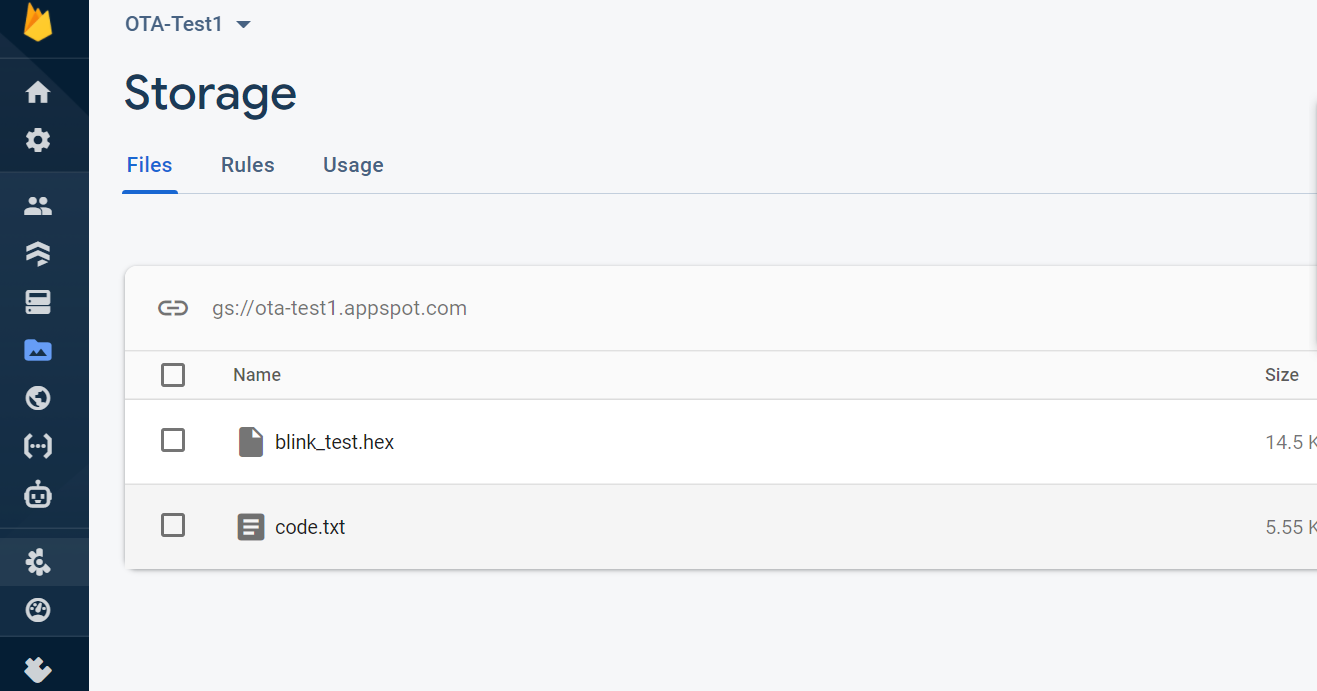 OTA-Test1
Storage
Files Rules Usage
gs://ota-test1.appspot.com
Name Size
blink_test.hex 14.5
code.txt 5.55